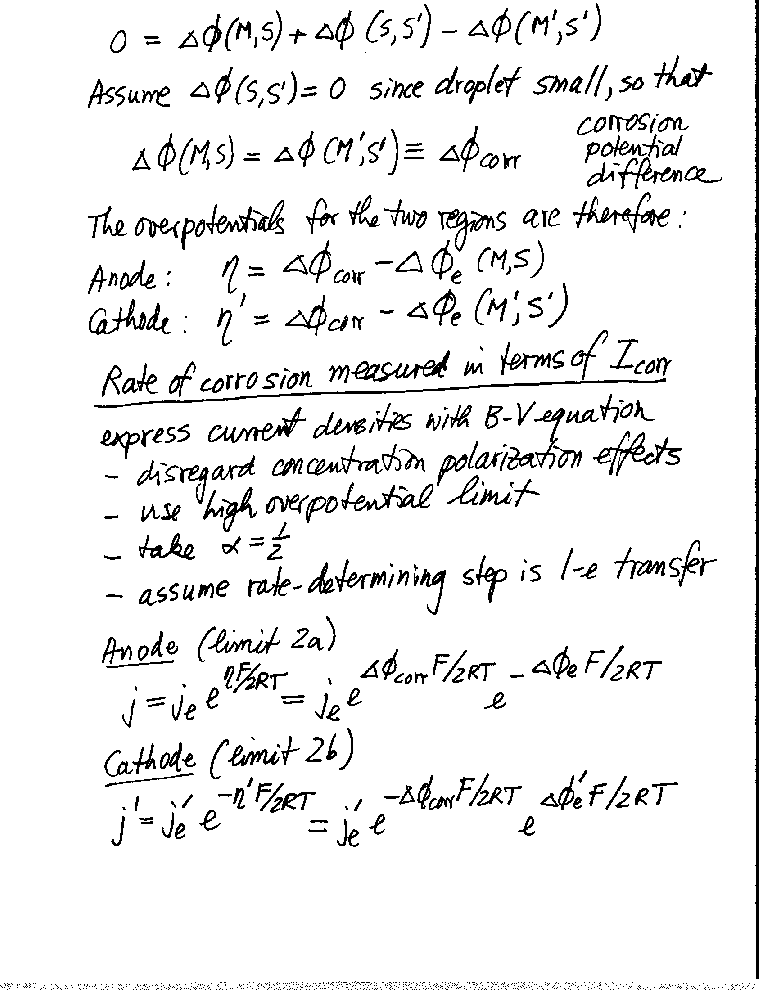 0 = Δϕ(M,S) + Δϕ (S,S') - Δϕ(M',S')
Assume Δϕ(S,S') = 0 since droplet small, so that
Δϕ(M,S) = Δϕ (M',S') ≡ Δϕcorr corrosion potential difference
The overpotentials for the two regions are therefore:
Anode: η = Δϕcorr - Δϕe (M,S)
Cathode: η' = Δϕcorr - Δϕe (M',S')
Rate of corrosion measured in terms of Icorr
express current densities with B-V equation
- disregard concentration polarization effects
- use high overpotential limit
- take α = 1/2
- assume rate-determining step is 1-e transfer
Anode (limit 2a)
j = je e^ηF/2RT = je e^ΔϕcorrF/2RT e^-ΔϕeF/2RT
Cathode (limit 2b)
j' = je' e^-η'F/2RT = je' e^-ΔϕcorrF/2RT e^Δϕe'F/2RT